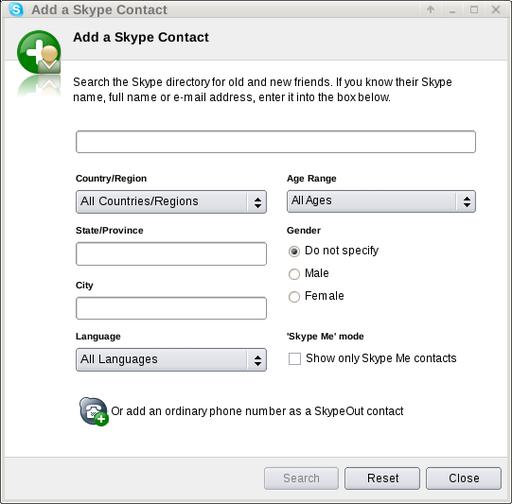 Add a Skype Contact
Add a Skype Contact
Search the Skype directory for old and new friends. If you know their Skype
name, full name or e-mail address, enter it into the box below.
Country/Region
All Countries/Regions
Age Range
All Ages
State/Province
Gender
Do not specify
Male
Female
City
Language
All Languages
'Skype Me' mode
Show only Skype Me contacts
Or add an ordinary phone number as a SkypeOut contact
Search
Reset
Close